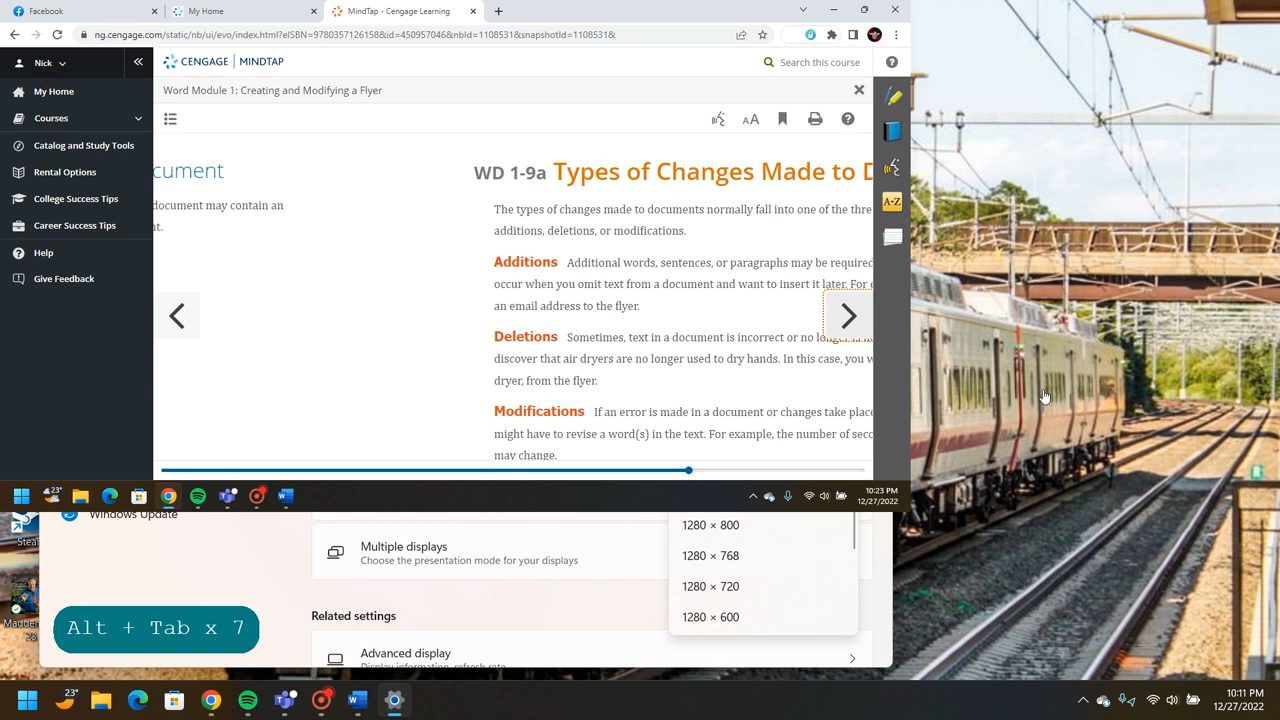 Facebook
My Home
MindTap - Cengage Learning
ng.cengage.com/static/nb/ui/evo/index.html?eISBN=9780357126158&id=450937046&nbId=1108531&snapshotId=1108531&
Nick
CENGAGE | MINDTAP
Search this course
My Home
Word Module 1: Creating and Modifying a Flyer
Courses
AA
Catalog and Study Tools
Rental Options
College Success Tips
Career Success Tips
Help
Give Feedback
cument
WD 1-9a Types of Changes Made to D
document may contain an
t.
The types of changes made to documents normally fall into one of the thre
additions, deletions, or modifications.
A-Z
Additions Additional words, sentences, or paragraphs may be required
occur when you omit text from a document and want to insert it later. For e
an email address to the flyer.
Deletions Sometimes, text in a document is incorrect or no
discover that air dryers are no longer used to dry hands. In this case, you w
dryer, from the flyer.
Modifications If an error is made in a document or changes take place
might have to revise a word(s) in the text. For example, the number of seco
may change.
23°
10:23 PM
12/27/2022
Windows Update
Stea
Multiple displays
Choose the presentation mode for your displays
1280 × 800
1280 × 768
1280 × 720
1280 × 600
Related settings
Madden
23
Alt + Tab x 7
Advanced display
Display information, refresh rate
23°
10:11 PM
12/27/2022